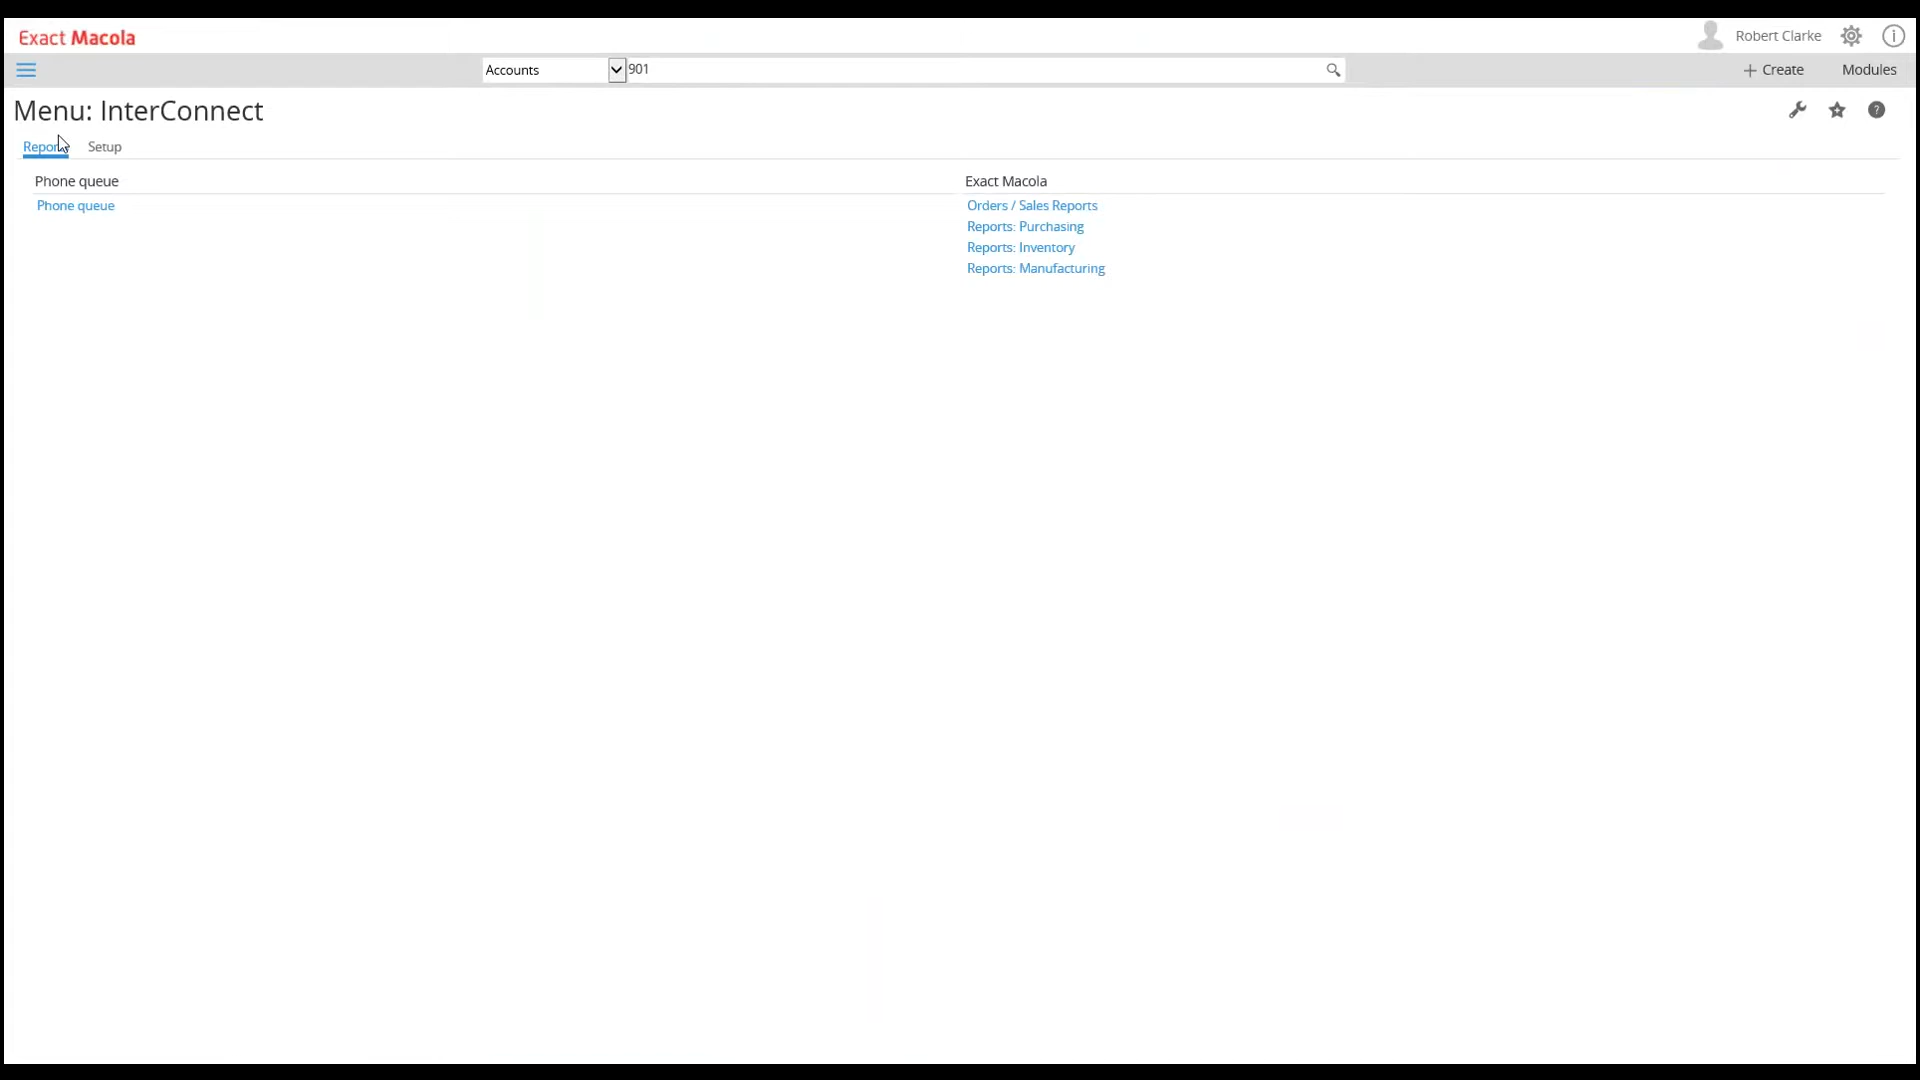 Exact Macola
Robert Clarke
Accounts 901
Create Modules
Menu: InterConnect
Setup
Phone queue
Phone queue
Exact Macola
Orders / Sales Reports
Reports: Purchasing
Reports: Inventory
Reports: Manufacturing